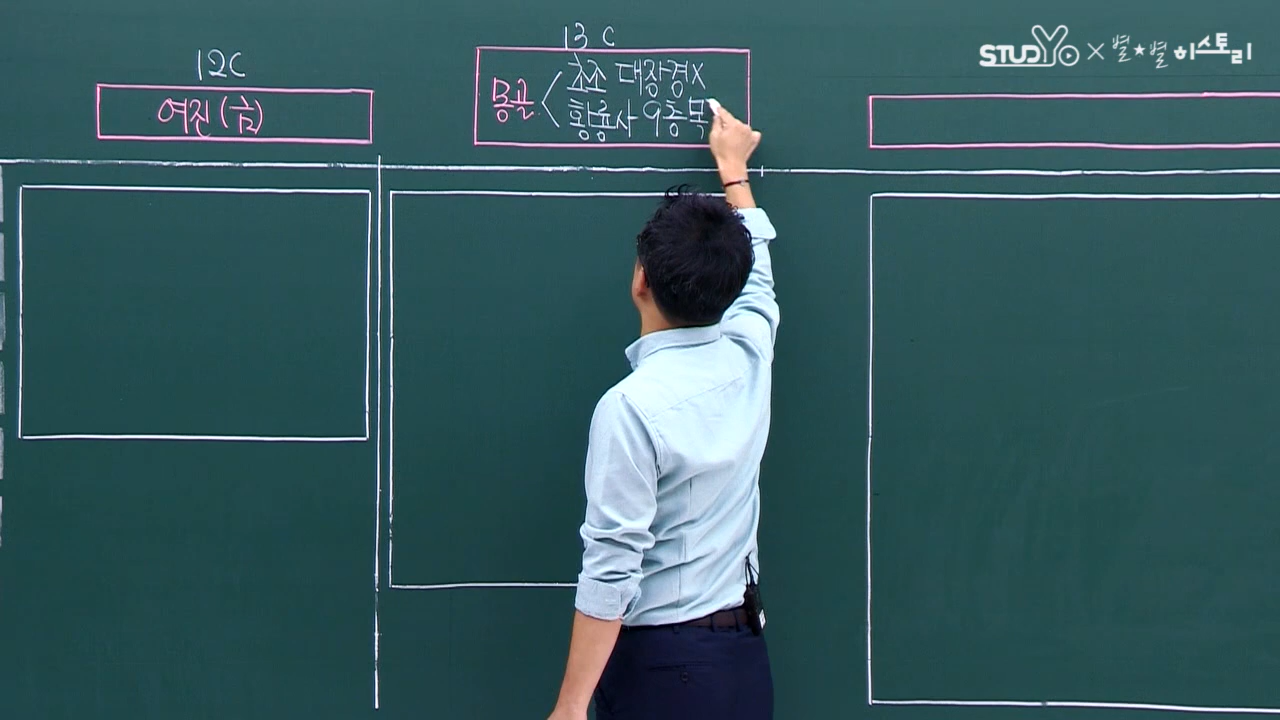 STUDYo × 별★별 히스토리
12C
13 C
여진(금)
몽골 < 초조 대장경X
황룡사 9층목